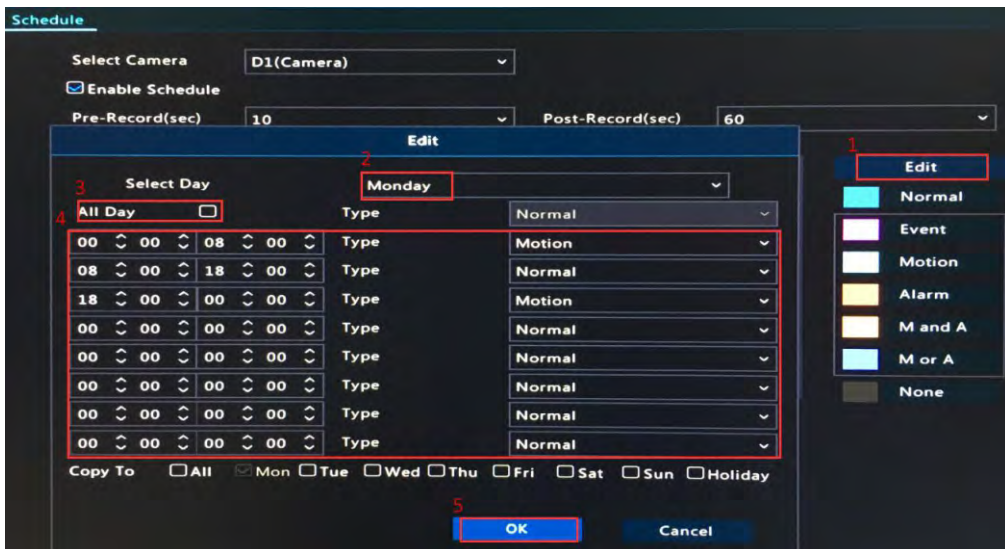 Schedule
Select Camera D1(Camera)
Enable Schedule
Pre-Record(sec) 10 Post-Record(sec) 60
Edit
1
Edit
2
Select Day Monday
Normal
3
All Day Type Normal
4
Event
00 00 08 00 Type Motion
Motion
08 00 18 00 Type Normal
Alarm
18 00 00 00 Type Motion
M and A
00 00 00 00 Type Normal
M or A
00 00 00 00 Type Normal
None
00 00 00 00 Type Normal
00 00 00 00 Type Normal
00 00 00 00 Type Normal
Copy To All Mon Tue Wed Thu Fri Sat Sun Holiday
5
OK Cancel